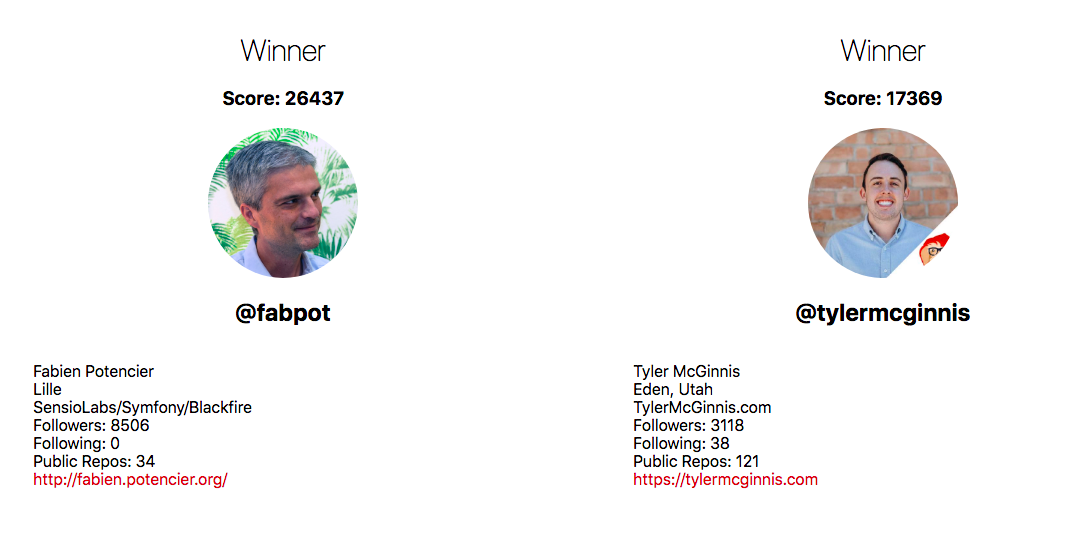 Winner
Score: 26437
@fabpot
Fabien Potencier
Lille
SensioLabs/Symfony/Blackfire
Followers: 8506
Following: 0
Public Repos: 34
http://fabien.potencier.org/
Winner
Score: 17369
@tylermcginnis
Tyler McGinnis
Eden, Utah
TylerMcGinnis.com
Followers: 3118
Following: 38
Public Repos: 121
https://tylermcginnis.com